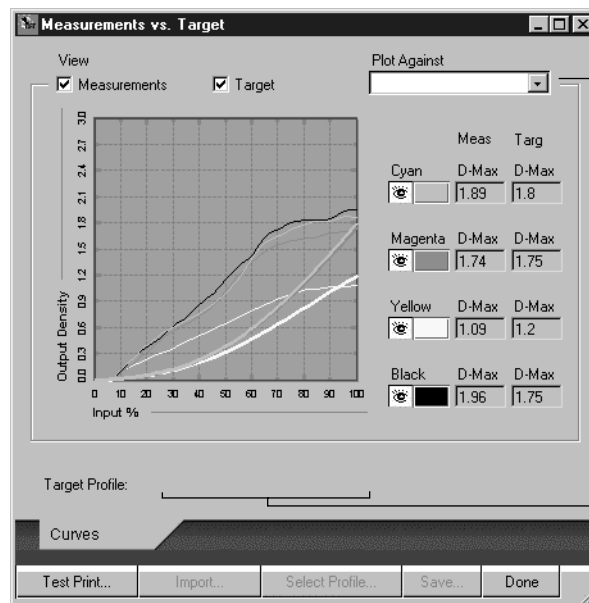 Measurements vs. Target
View
Plot Against
Measurements
Target
3.0
2.7
2.4
2.1
1.8
1.5
1.2
0.9
0.6
0.3
0.0
Output Density
0 10 20 30 40 50 60 70 80 90 100
Input %
Meas Targ
Cyan D-Max D-Max
1.89 1.8
Magenta D-Max D-Max
1.74 1.75
Yellow D-Max D-Max
1.09 1.2
Black D-Max D-Max
1.96 1.75
Target Profile:
Curves
Test Print... Import... Select Profile... Save... Done